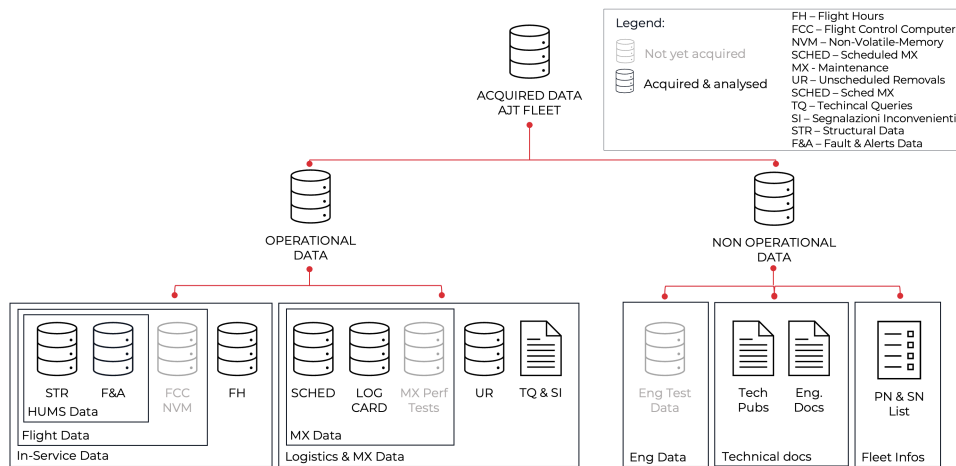 Legend:
Not yet acquired
Acquired & analysed
FH – Flight Hours
FCC – Flight Control Computer
NVM – Non-Volatile-Memory
SCHED – Scheduled MX
MX - Maintenance
UR – Unscheduled Removals
SCHED – Sched MX
TQ – Techincal Queries
SI – Segnalazioni Inconvenienti
STR – Structural Data
F&A – Fault & Alerts Data
ACQUIRED DATA
AJT FLEET
OPERATIONAL
DATA
NON OPERATIONAL
DATA
STR
F&A
HUMS Data
FCC
NVM
Flight Data
FH
In-Service Data
SCHED
LOG
CARD
MX Perf
Tests
MX Data
UR
TQ & SI
Logistics & MX Data
Eng Test
Data
Eng Data
Tech
Pubs
Eng.
Docs
Technical docs
PN & SN
List
Fleet Infos